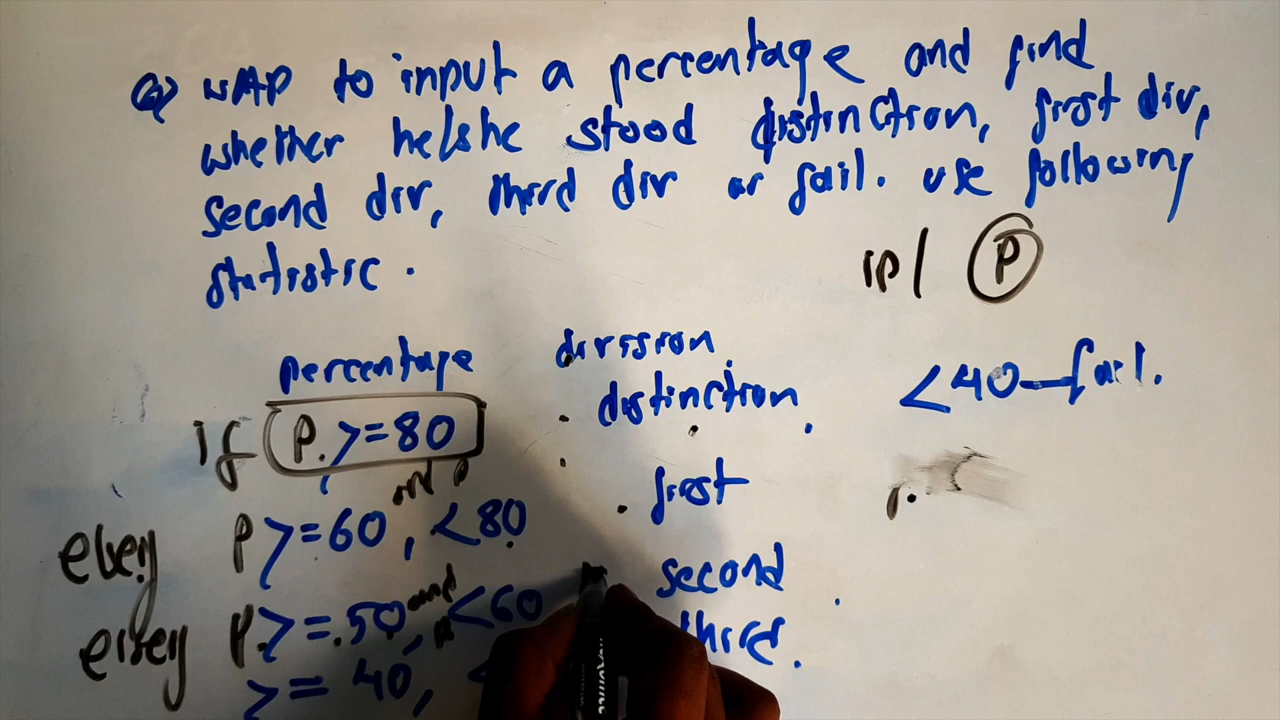 Q) WAP to input a percentage and find
whether he/she stood distinction, first div,
second div, third div or fail. use following
statistic.
ip/ P
percentage division
if P >=80 distinction
<40—fail.
and P
P >=60, <80 first
and P
P >=50, <60 second
>= 40, < third